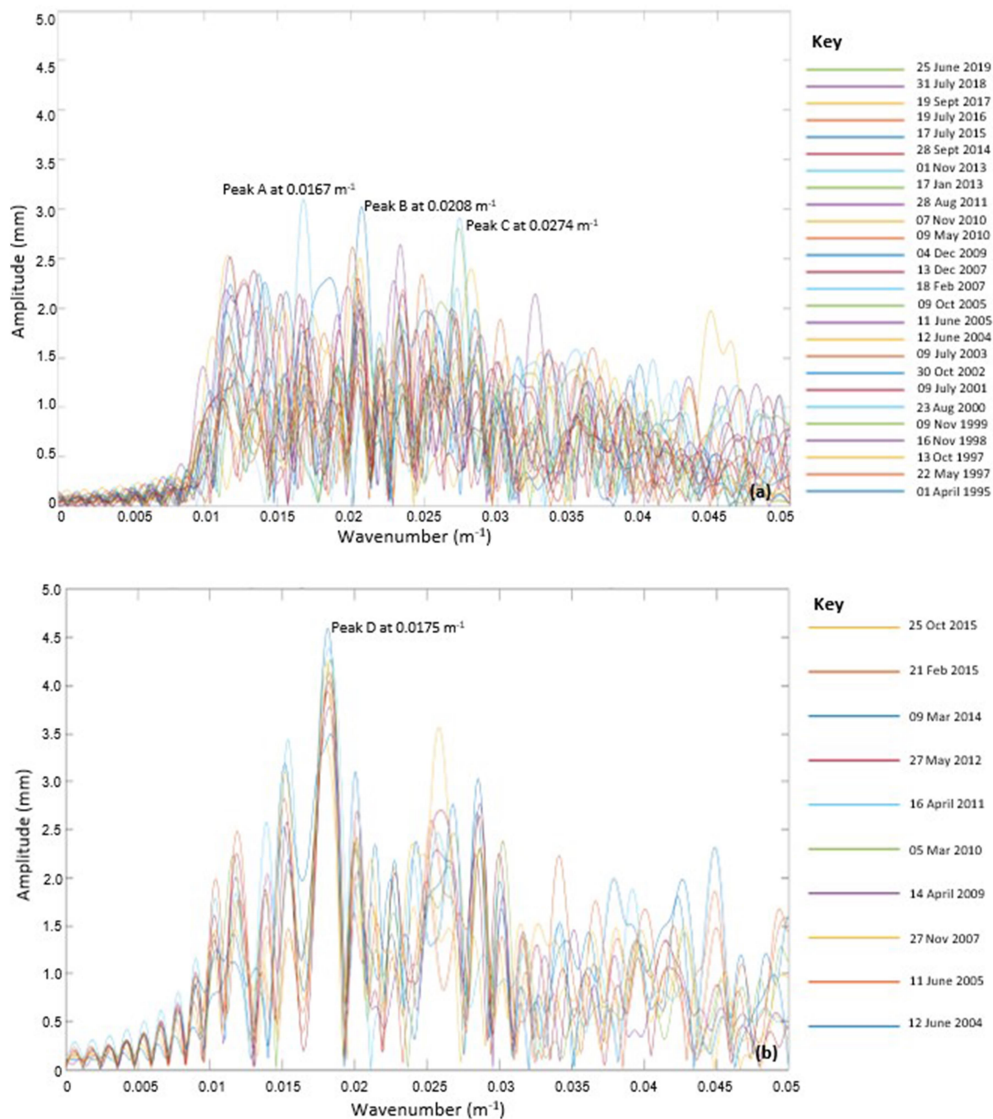 5.0
4.5
4.0
3.5
3.0
2.5
2.0
1.5
1.0
0.5
0
Amplitude (mm)
Peak A at 0.0167 m-1
Peak B at 0.0208 m-1
Peak C at 0.0274 m-1
(a)
0 0.005 0.01 0.015 0.02 0.025 0.03 0.035 0.04 0.045 0.05
Wavenumber (m-1)
Key
25 June 2019
31 July 2018
19 Sept 2017
19 July 2016
17 July 2015
28 Sept 2014
01 Nov 2013
17 Jan 2013
28 Aug 2011
07 Nov 2010
09 May 2010
04 Dec 2009
13 Dec 2007
18 Feb 2007
09 Oct 2005
11 June 2005
12 June 2004
09 July 2003
30 Oct 2002
09 July 2001
23 Aug 2000
09 Nov 1999
16 Nov 1998
13 Oct 1997
22 May 1997
01 April 1995
5.0
4.5
4.0
3.5
3.0
2.5
2.0
1.5
1.0
0.5
0
Amplitude (mm)
Peak D at 0.0175 m-1
(b)
0 0.005 0.01 0.015 0.02 0.025 0.03 0.035 0.04 0.045 0.05
Wavenumber (m-1)
Key
25 Oct 2015
21 Feb 2015
09 Mar 2014
27 May 2012
16 April 2011
05 Mar 2010
14 April 2009
27 Nov 2007
11 June 2005
12 June 2004